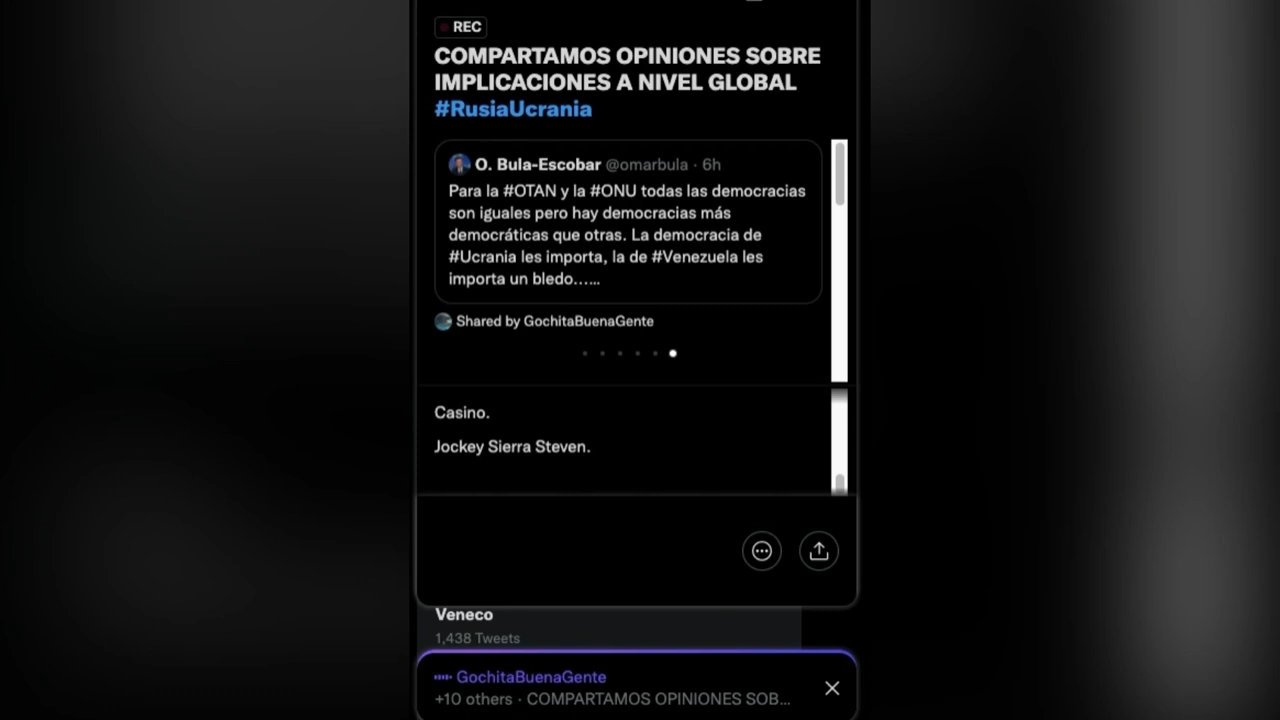 REC
COMPARTAMOS OPINIONES SOBRE
IMPLICACIONES A NIVEL GLOBAL
#RusiaUcrania
O. Bula-Escobar @omarbula · 6h
Para la #OTAN y la #ONU todas las democracias
son iguales pero hay democracias más
democráticas que otras. La democracia de
#Ucrania les importa, la de #Venezuela les
importa un bledo......
Shared by GochitaBuenaGente
Casino.
Jockey Sierra Steven.
Veneco
1,438 Tweets
GochitaBuenaGente
+10 others · COMPARTAMOS OPINIONES SOB...